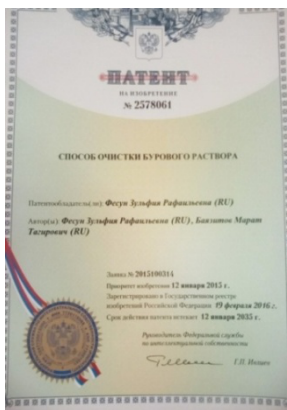 ПАТЕНТ
НА ИЗОБРЕТЕНИЕ
№ 2578061
СПОСОБ ОЧИСТКИ БУРОВОГО РАСТВОРА
Патентообладатель(ли): Фесун Зульфия Рафаильевна (RU)
Автор(ы): Фесун Зульфия Рафаильевна (RU), Баязитов Марат
Тагирович (RU)
Заявка № 2015100314
Приоритет изобретения 12 января 2015 г.
Зарегистрировано в Государственном реестре
изобретений Российской Федерации 19 февраля 2016 г.
Срок действия патента истекает 12 января 2035 г.
Руководитель Федеральной службы
по интеллектуальной собственности
Г.П. Ивлиев